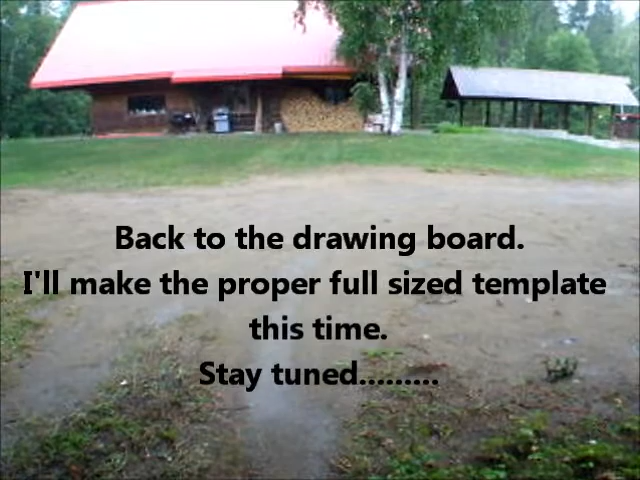 Back to the drawing board.
I'll make the proper full sized template
this time.
Stay tuned.........